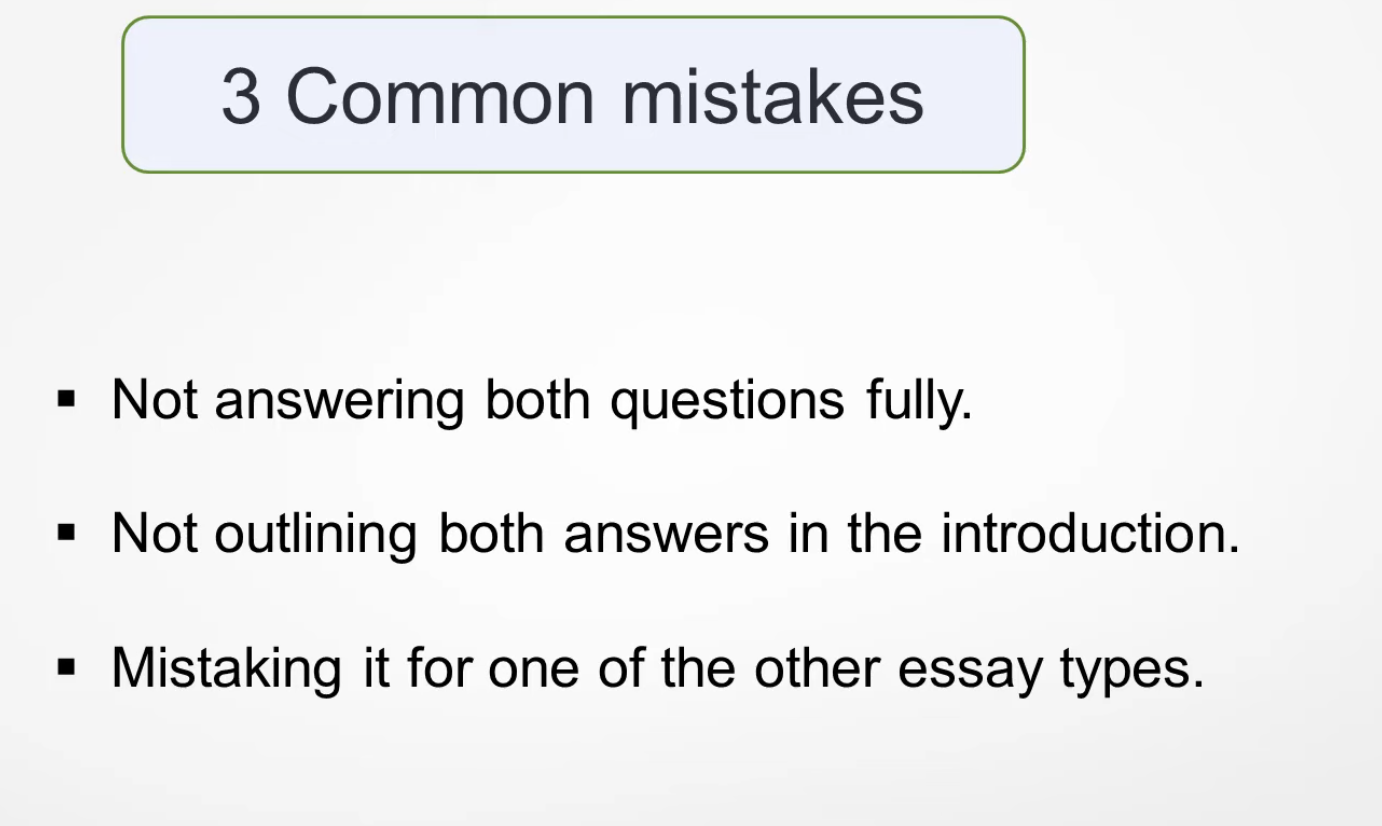 3 Common mistakes
▪ Not answering both questions fully.
▪ Not outlining both answers in the introduction.
▪ Mistaking it for one of the other essay types.